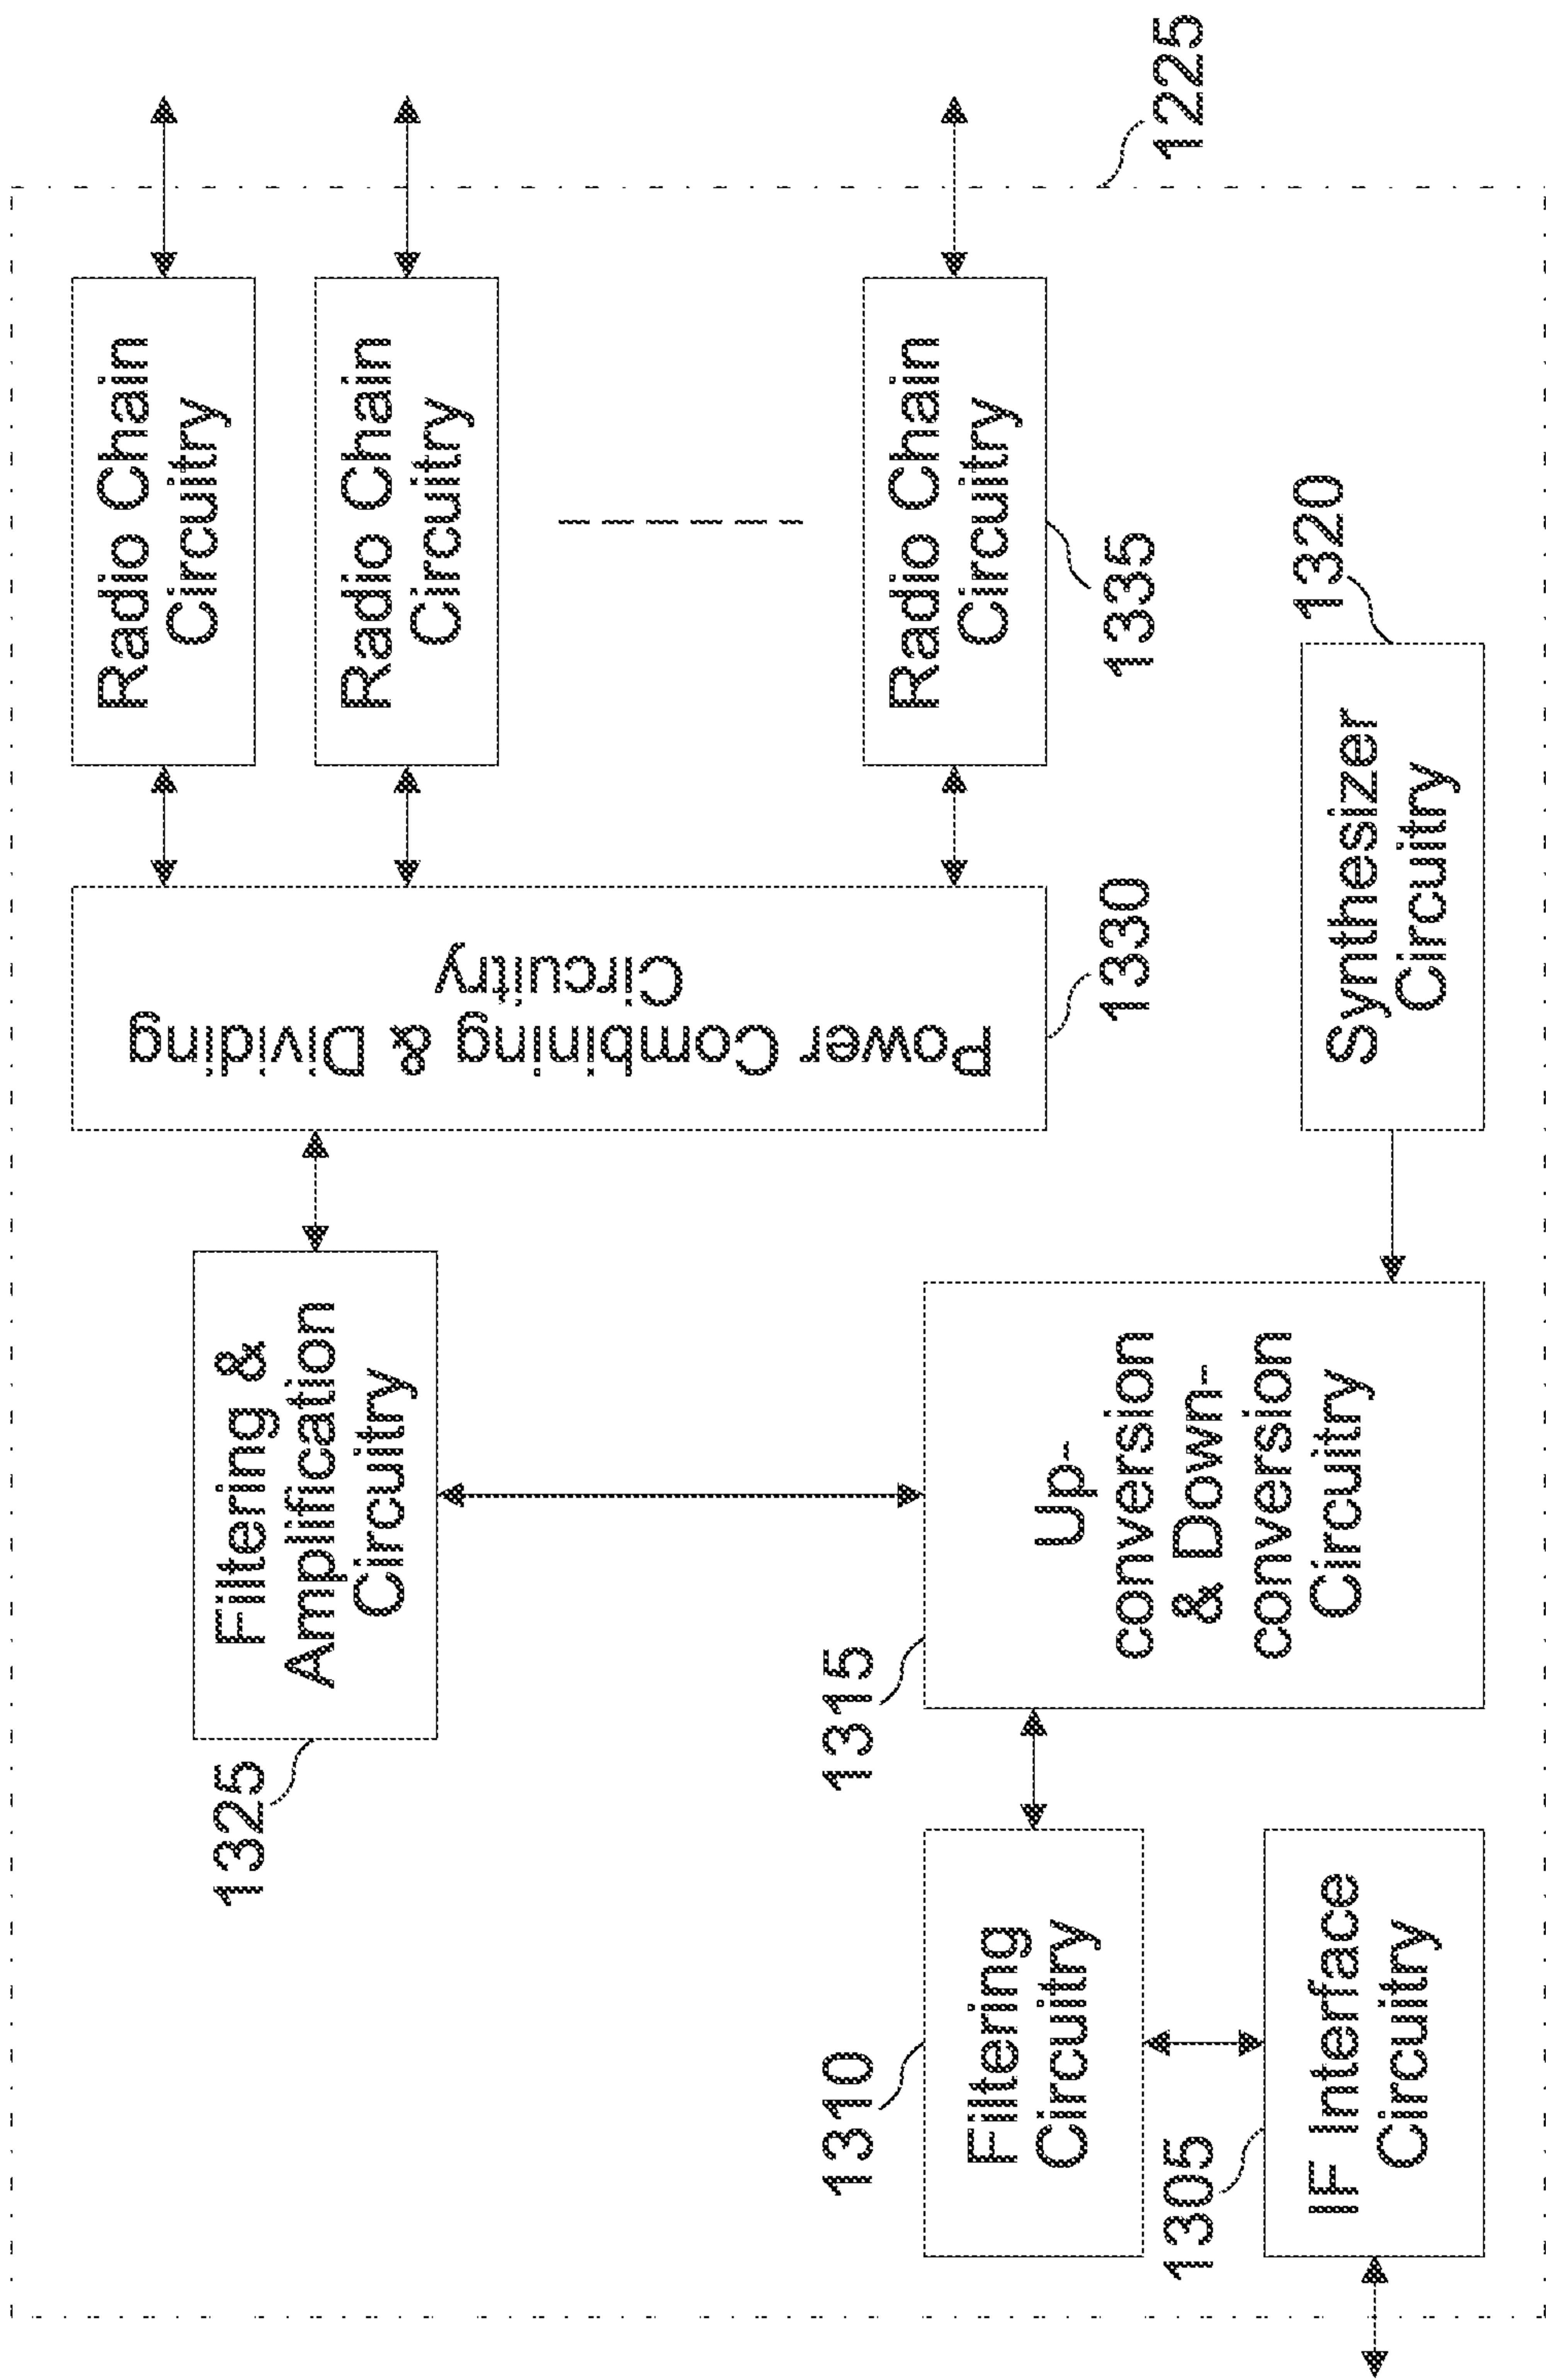 1225
Radio Chain
Circuitry
Radio Chain
Circuitry
Radio Chain
Circuitry
1335
Power Combining & Dividing
Circuitry
1330
Synthesizer
Circuitry
1320
Filtering &
Amplification
Circuitry
1325
Up-
conversion
& Down-
conversion
Circuitry
1315
Filtering
Circuitry
1310
IF Interface
Circuitry
1305